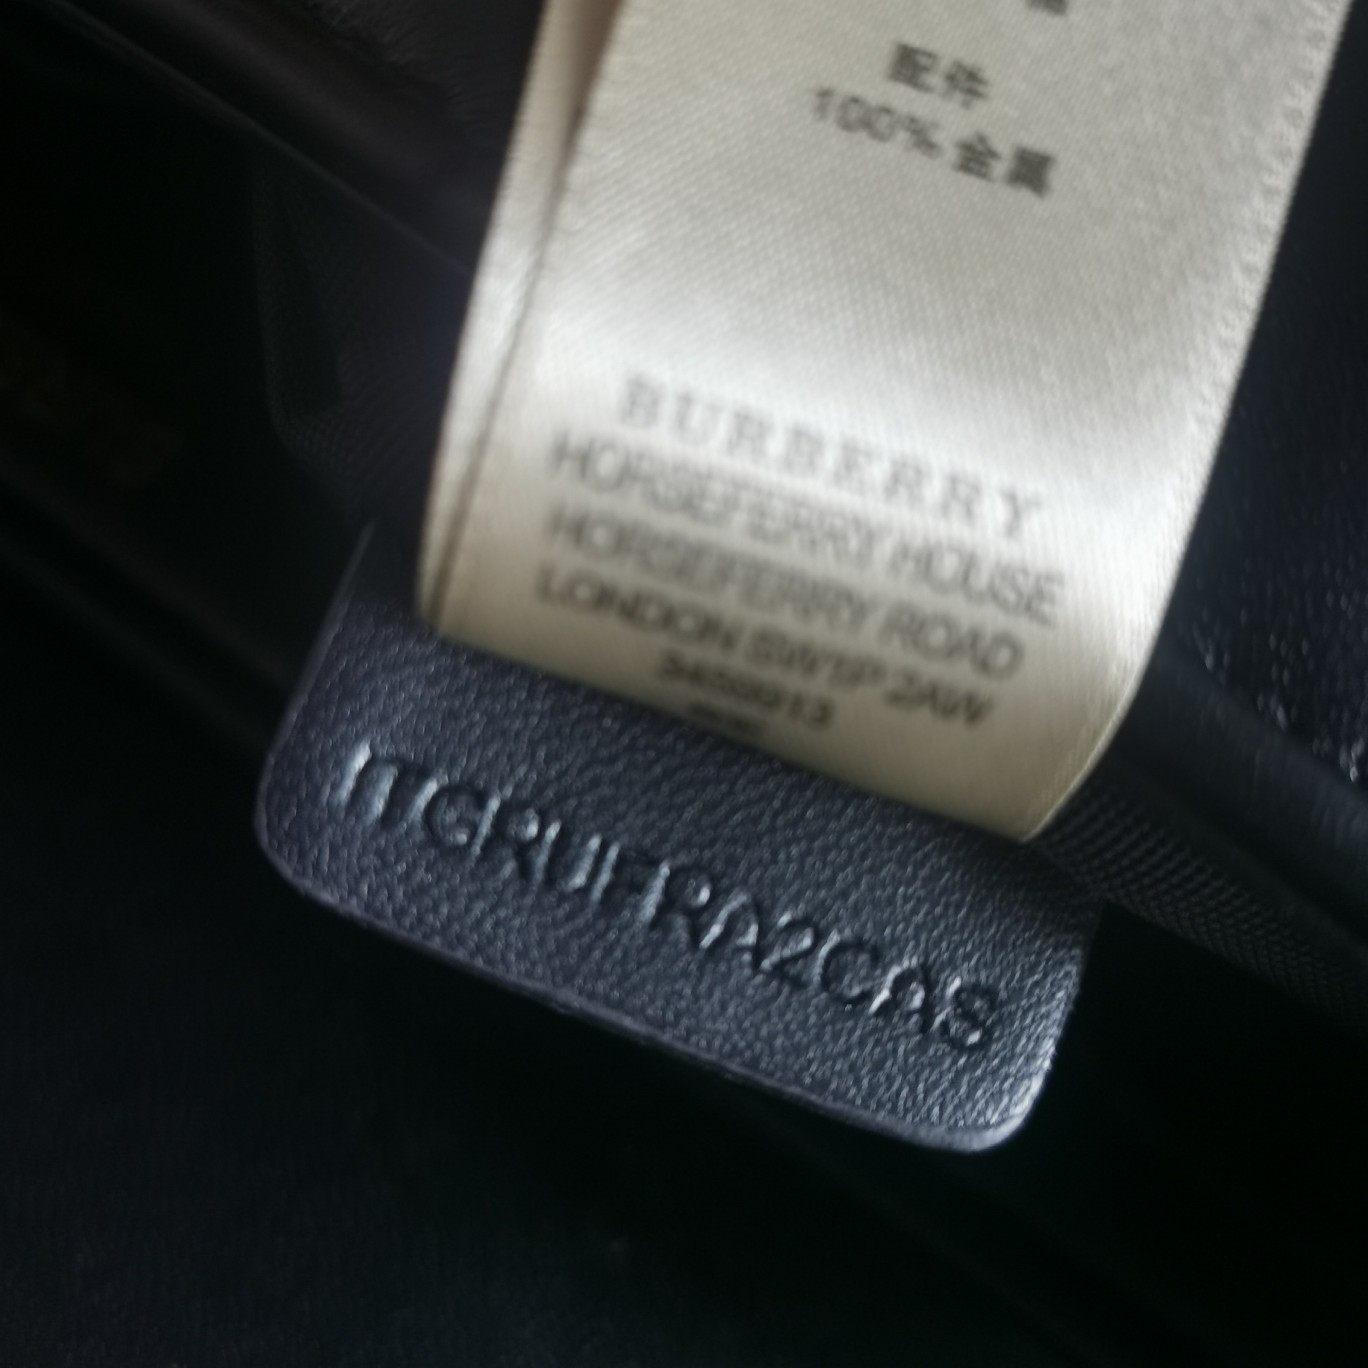 配件
100% 金属
BURBERRY
HORSEFERRY HOUSE
HORSEFERRY ROAD
LONDON SW1P 2AW
ITGRUFRA2CAS